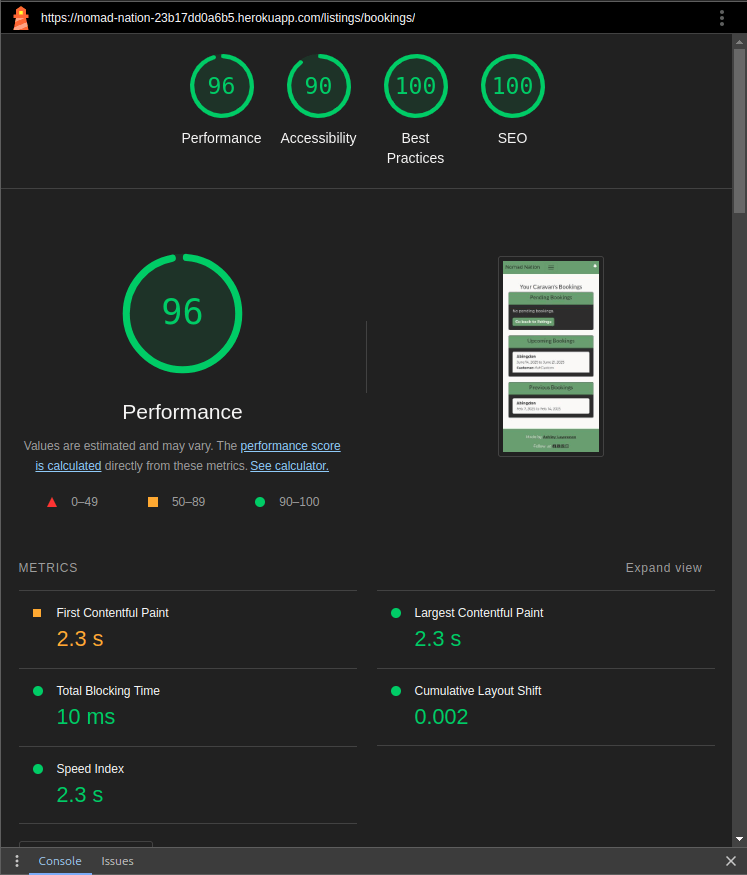 https://nomad-nation-23b17dd0a6b5.herokuapp.com/listings/bookings/
96
90
100
100
Performance
Accessibility
Best
Practices
SEO
96
Performance
Values are estimated and may vary. The performance score
is calculated directly from these metrics. See calculator.
0–49
50–89
90–100
Nomad Nation
Your Caravan's Bookings
Pending Bookings
No pending bookings.
Go back to listings
Upcoming Bookings
Abingdon
Previous Bookings
Abingdon
METRICS
Expand view
First Contentful Paint
2.3 s
Largest Contentful Paint
2.3 s
Total Blocking Time
10 ms
Cumulative Layout Shift
0.002
Speed Index
2.3 s
Console
Issues